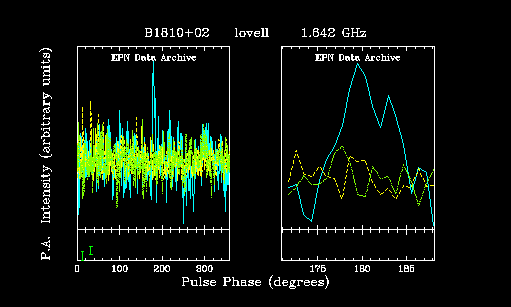 B1810+02 lovell 1.642 GHz
EPN Data Archive EPN Data Archive
P.A. Intensity (arbitrary units)
0 100 200 300 175 180 185
Pulse Phase (degrees)